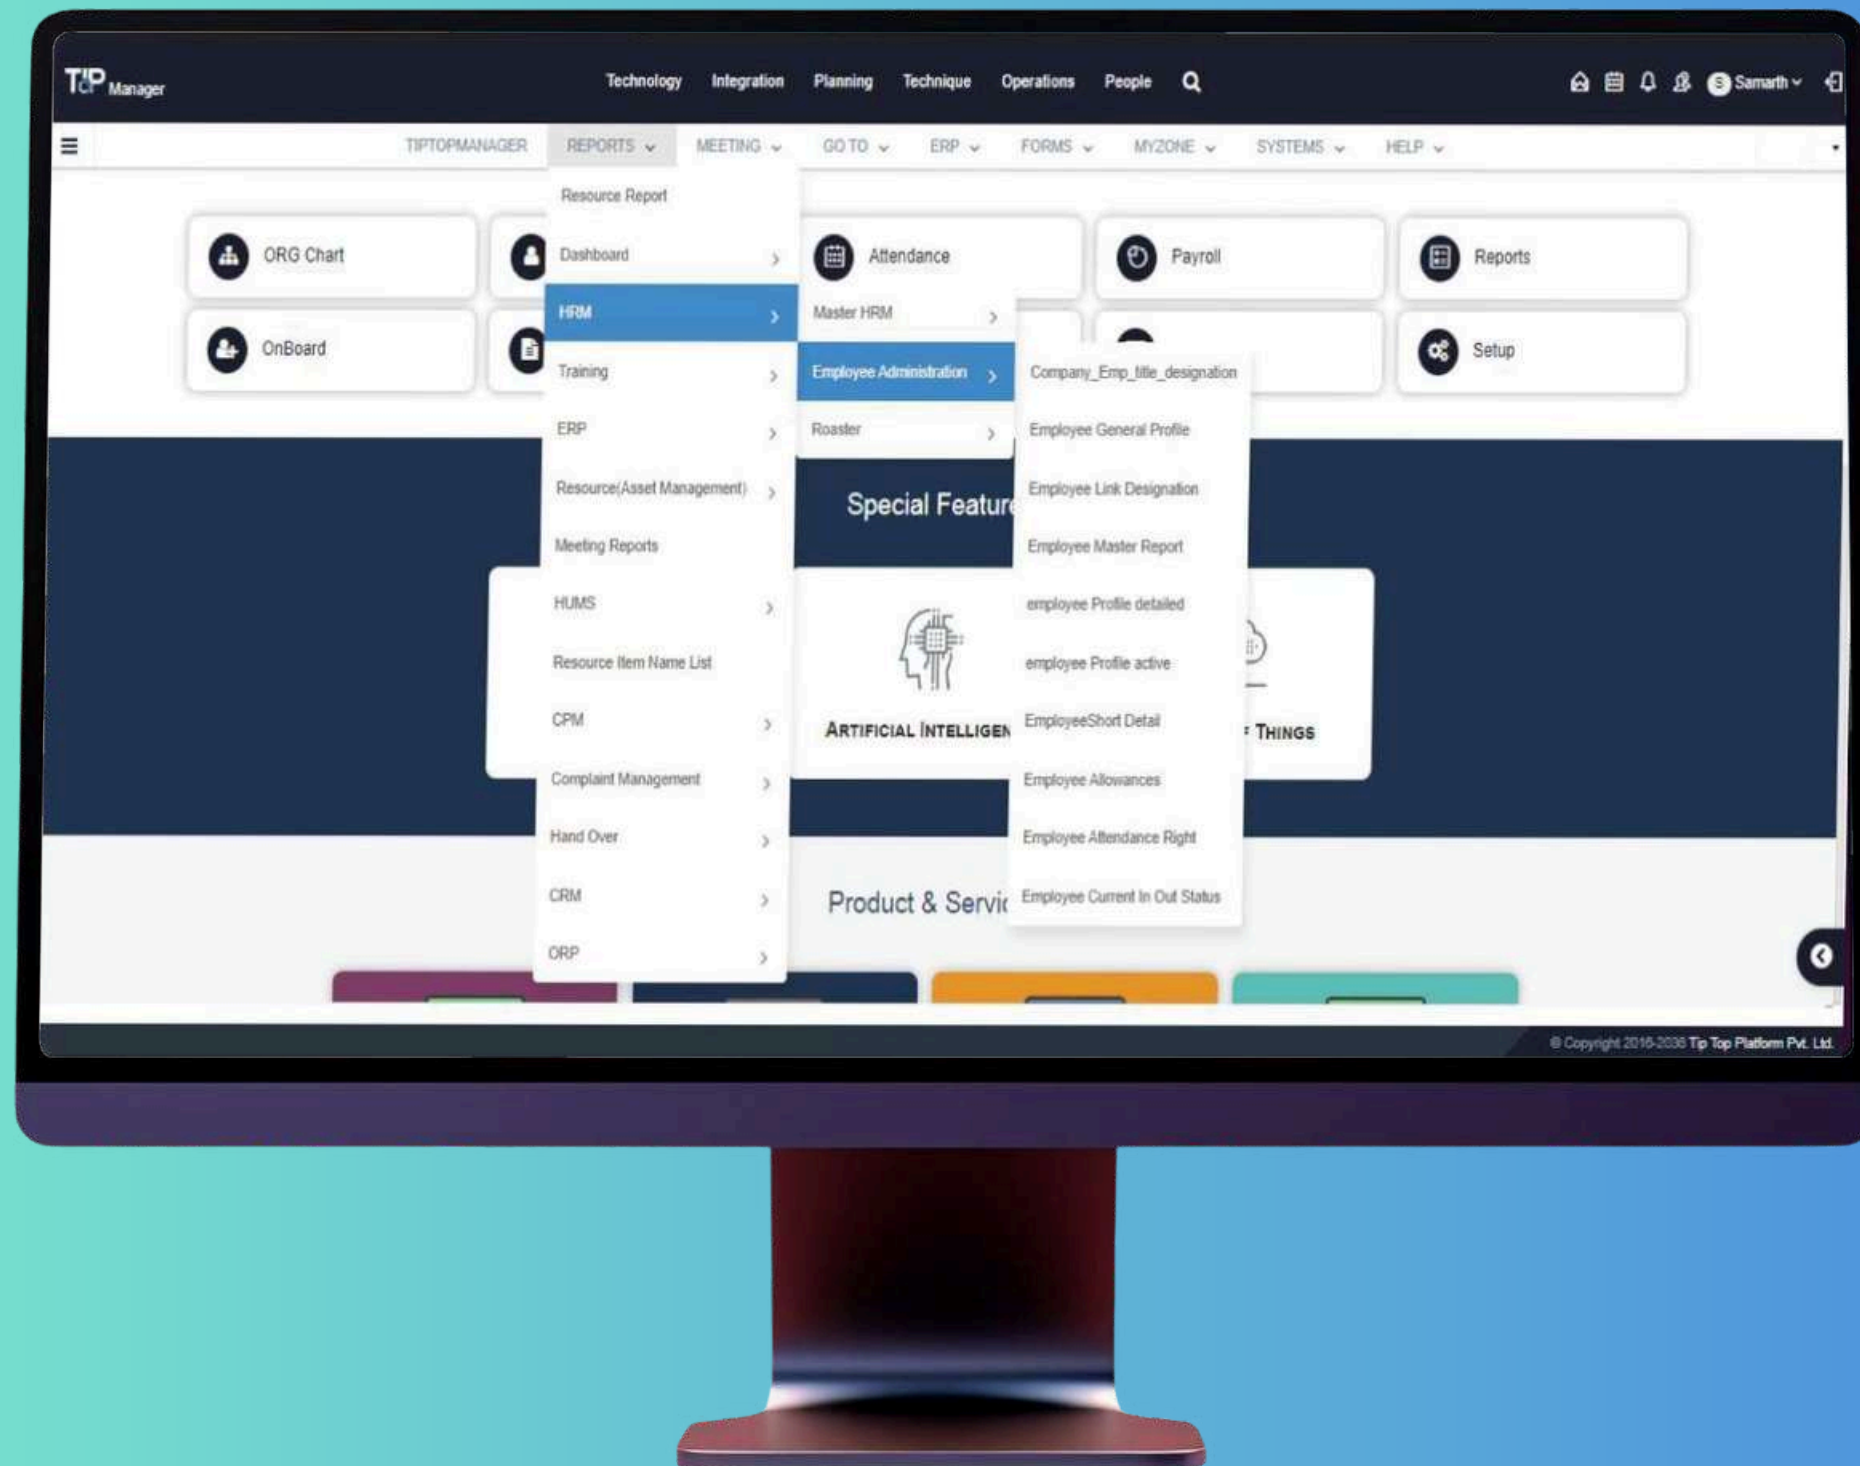 TOP Manager
Technology Integration Planning Technique Operations People
S Samarth
TIPTOPMANAGER REPORTS MEETING GO TO ERP FORMS MYZONE SYSTEMS HELP
Resource Report
Dashboard
HRM
Training
ERP
Resource(Asset Management)
Meeting Reports
HUMS
Resource Item Name List
CPM
Complaint Management
Hand Over
CRM
ORP
Master HRM
Employee Administration
Roaster
Company_Emp_title_designation
Employee General Profile
Employee Link Designation
Employee Master Report
employee Profile detailed
employee Profile active
EmployeeShort Detail
Employee Allowances
Employee Attendance Right
Employee Current In Out Status
ORG Chart
Attendance
Payroll
Reports
OnBoard
Setup
Special Feature
ARTIFICIAL INTELLIGEN
THINGS
Product & Servic
© Copyright 2016-2036 Tip Top Platform Pvt. Ltd.